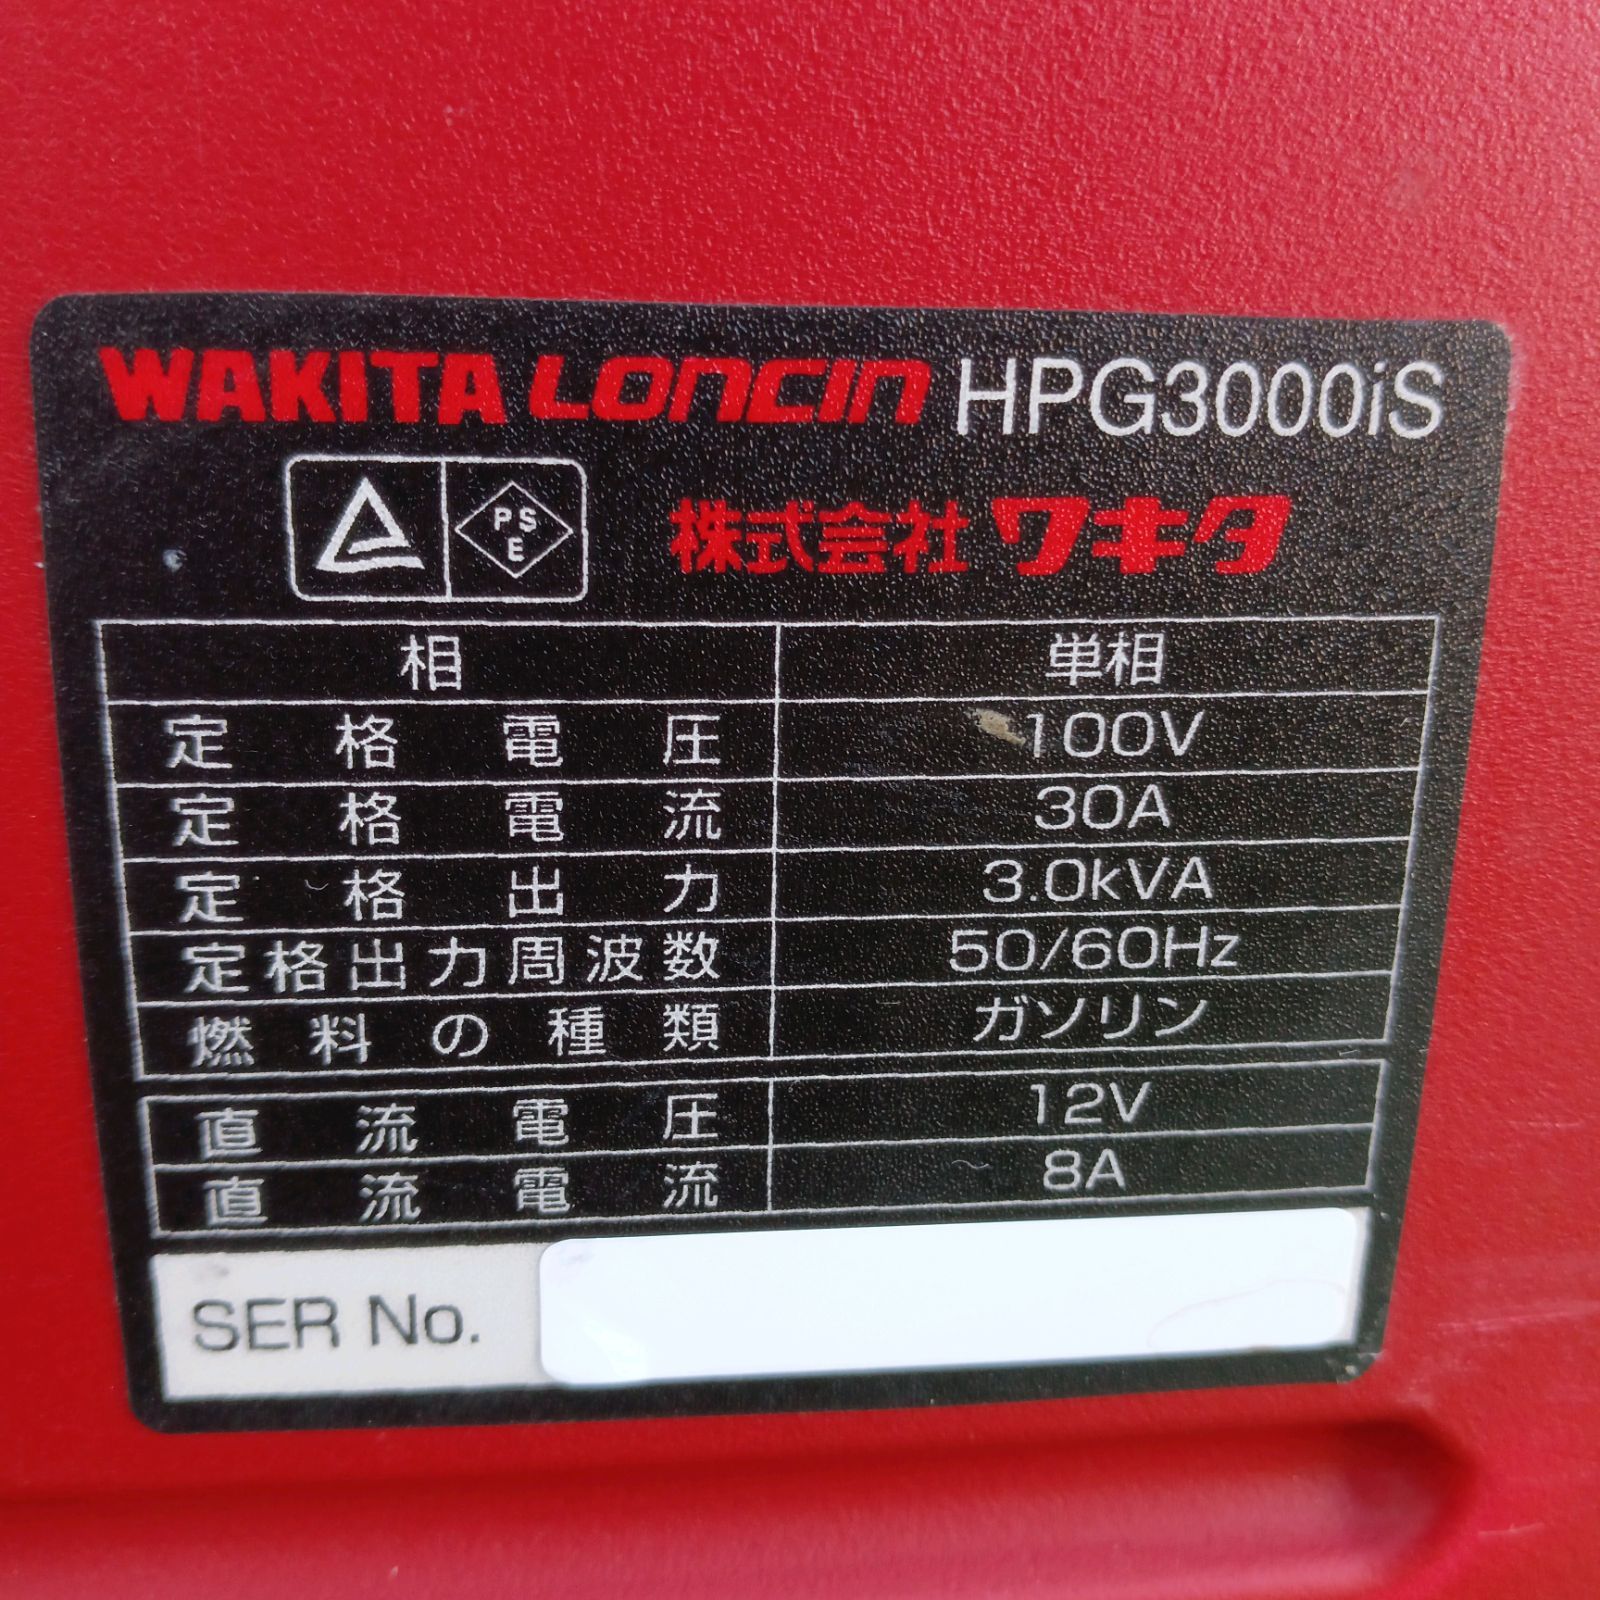 WAKITA LONCIN HPG3000iS
PS
E
株式会社 ワキタ
相 単相
定格電圧 100V
定格電流 30A
定格出力 3.0kVA
定格出力周波数 50/60Hz
燃料の種類 ガソリン
直流電圧 12V
直流電流 8A
SER No.